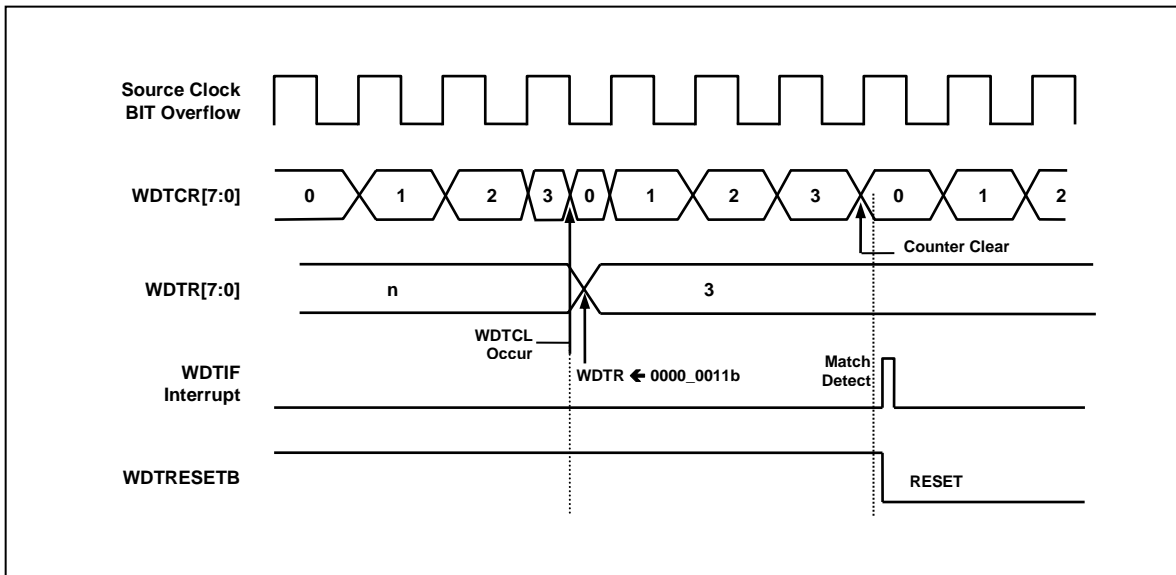 Source Clock
BIT Overflow
WDTCR[7:0]
0 1 2 3 0 1 2 3 0 1 2
Counter Clear
WDTR[7:0]
n 3
WDTCL
Occur
WDTR 🡸 0000_0011b
WDTIF
Interrupt
Match
Detect
WDTRESETB
RESET